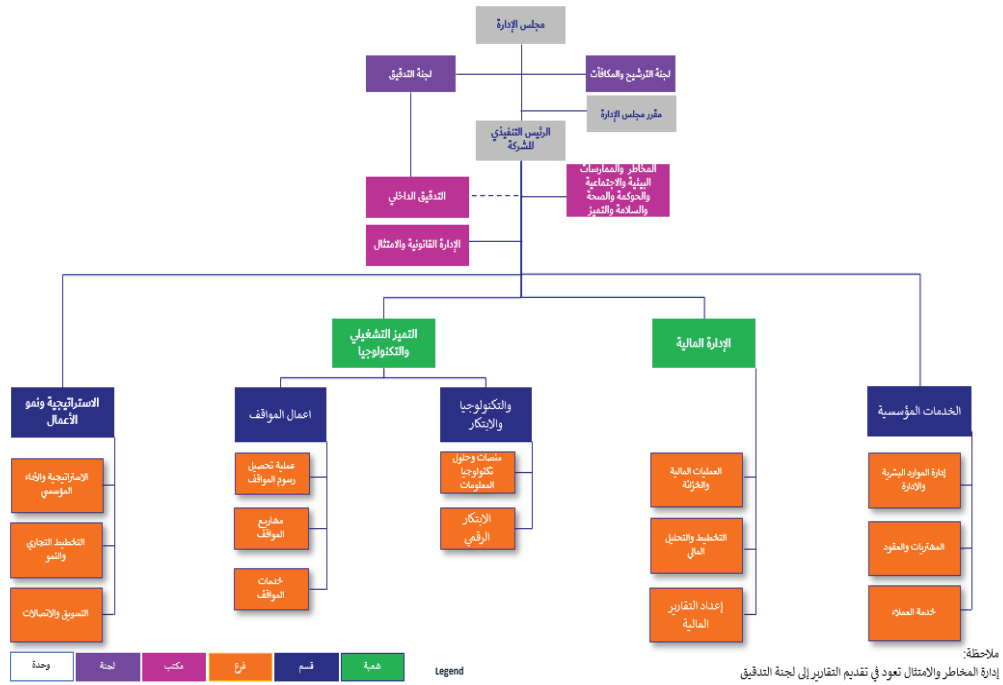 مجلس الإدارة
لجنة التدقيق
لجنة الترشيح والمكافآت
مقرر مجلس الإدارة
الرئيس التنفيذي
للشركة
المخاطر والممارسات
البيئية والاجتماعية
والحوكمة والصحة
والسلامة والتميز
التدقيق الداخلي
الإدارة القانونية والامتثال
التميز التشغيلي
والتكنولوجيا
الإدارة المالية
الخدمات المؤسسية
والتكنولوجيا
والابتكار
اعمال المواقف
الاستراتيجية ونمو
الأعمال
إدارة الموارد البشرية
والادارة
المشتريات والعقود
خدمة العملاء
العمليات المالية
والخزانة
التخطيط والتحليل
المالي
إعداد التقارير
المالية
منصات وحلول
تكنولوجيا
المعلومات
الابتكار
الرقمي
عملية تحصيل
رسوم المواقف
مشاريع
المواقف
خدمات
المواقف
الاستراتيجية والأداء
المؤسسي
التخطيط التجاري
والنمو
التسويق والاتصالات
ملاحظة:
إدارة المخاطر والامتثال تعود في تقديم التقارير إلى لجنة التدقيق
Legend
شعبة
قسم
فرع
مكتب
لجنة
وحدة